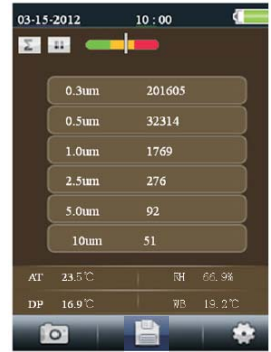 03-15-2012 10:00
Σ
0.3um 201605
0.5um 32314
1.0um 1769
2.5um 276
5.0um 92
10um 51
AT 23.5℃ RH 66.9%
DP 16.9℃ WB 19.2℃